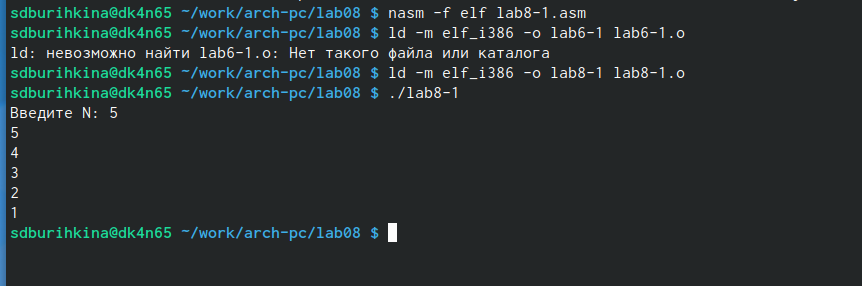 sdburihkina@dk4n65 ~/work/arch-pc/lab08 $ nasm -f elf lab8-1.asm
sdburihkina@dk4n65 ~/work/arch-pc/lab08 $ ld -m elf_i386 -o lab6-1 lab6-1.o
ld: невозможно найти lab6-1.o: Нет такого файла или каталога
sdburihkina@dk4n65 ~/work/arch-pc/lab08 $ ld -m elf_i386 -o lab8-1 lab8-1.o
sdburihkina@dk4n65 ~/work/arch-pc/lab08 $ ./lab8-1
Введите N: 5
5
4
3
2
1
sdburihkina@dk4n65 ~/work/arch-pc/lab08 $